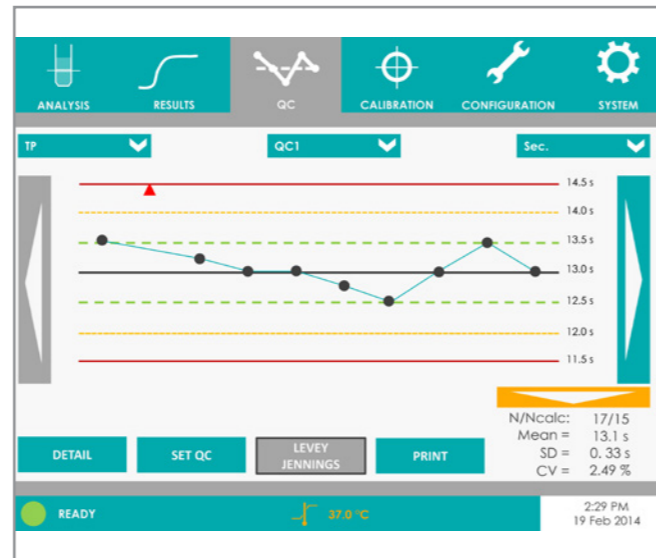 ANALYSIS
RESULTS
QC
CALIBRATION
CONFIGURATION
SYSTEM
TP
QC1
Sec.
14.5 s
14.0 s
13.5 s
13.0 s
12.5 s
12.0 s
11.5 s
N/Ncalc: 17/15
Mean = 13.1 s
SD = 0. 33 s
CV = 2.49 %
DETAIL
SET QC
LEVEY
JENNINGS
PRINT
READY
37.0 °C
2:29 PM
19 Feb 2014